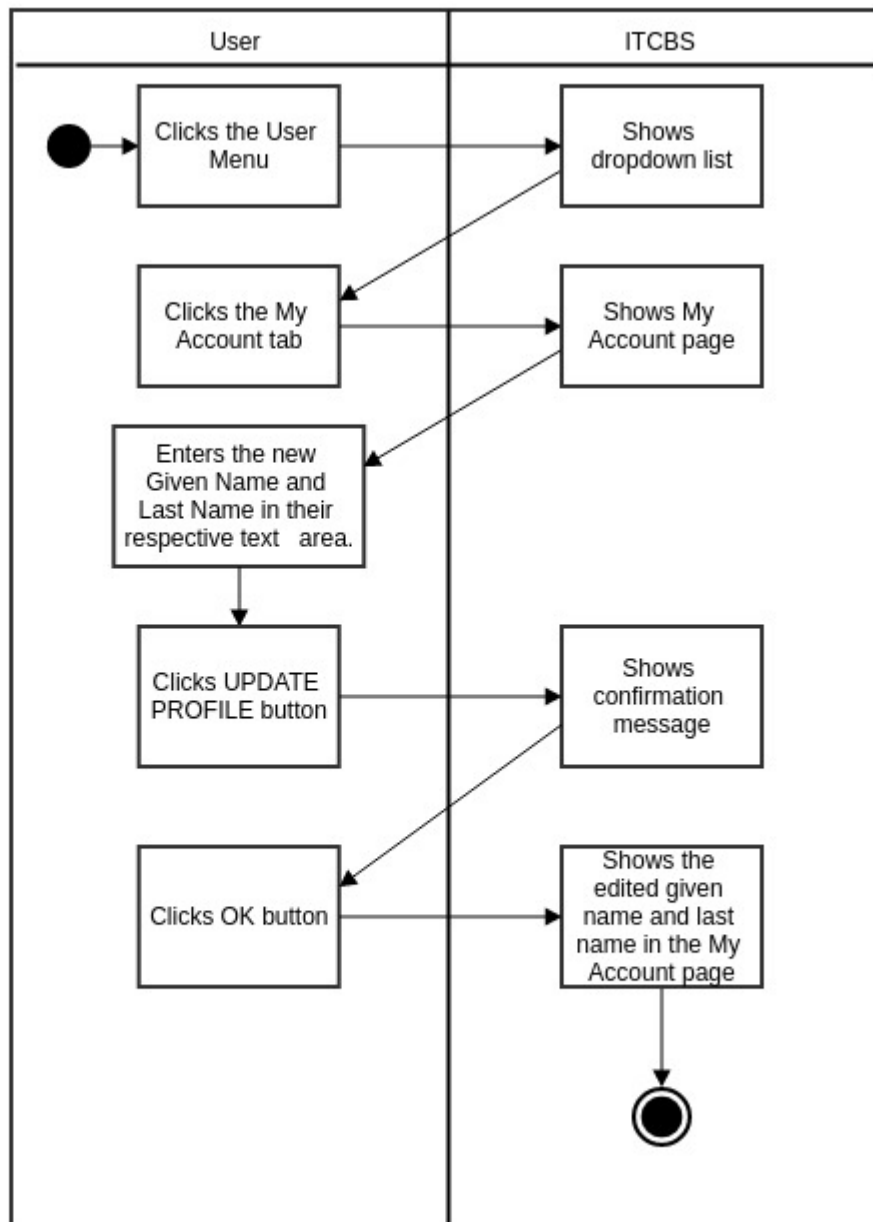 User
ITCBS
Clicks the User
Menu
Shows
dropdown list
Clicks the My
Account tab
Shows My
Account page
Enters the new
Given Name and
Last Name in their
respective text   area.
Clicks UPDATE
PROFILE button
Shows
confirmation
message
Clicks OK button
Shows the
edited given
name and last
name in the My
Account page